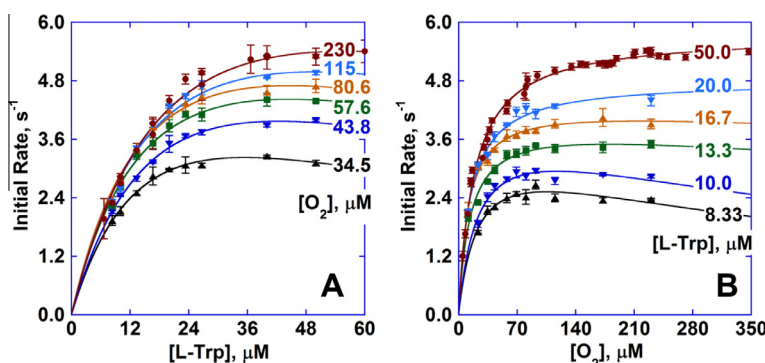 6.0
4.8
3.6
2.4
1.2
0.0
Initial Rate, s⁻¹
0 12 24 36 48 60
[L-Trp], μM
230
115
80.6
57.6
43.8
34.5
[O₂], μM
A
6.0
4.8
3.6
2.4
1.2
0.0
Initial Rate, s⁻¹
0 70 140 210 280 350
[O₂], μM
50.0
20.0
16.7
13.3
10.0
8.33
[L-Trp], μM
B